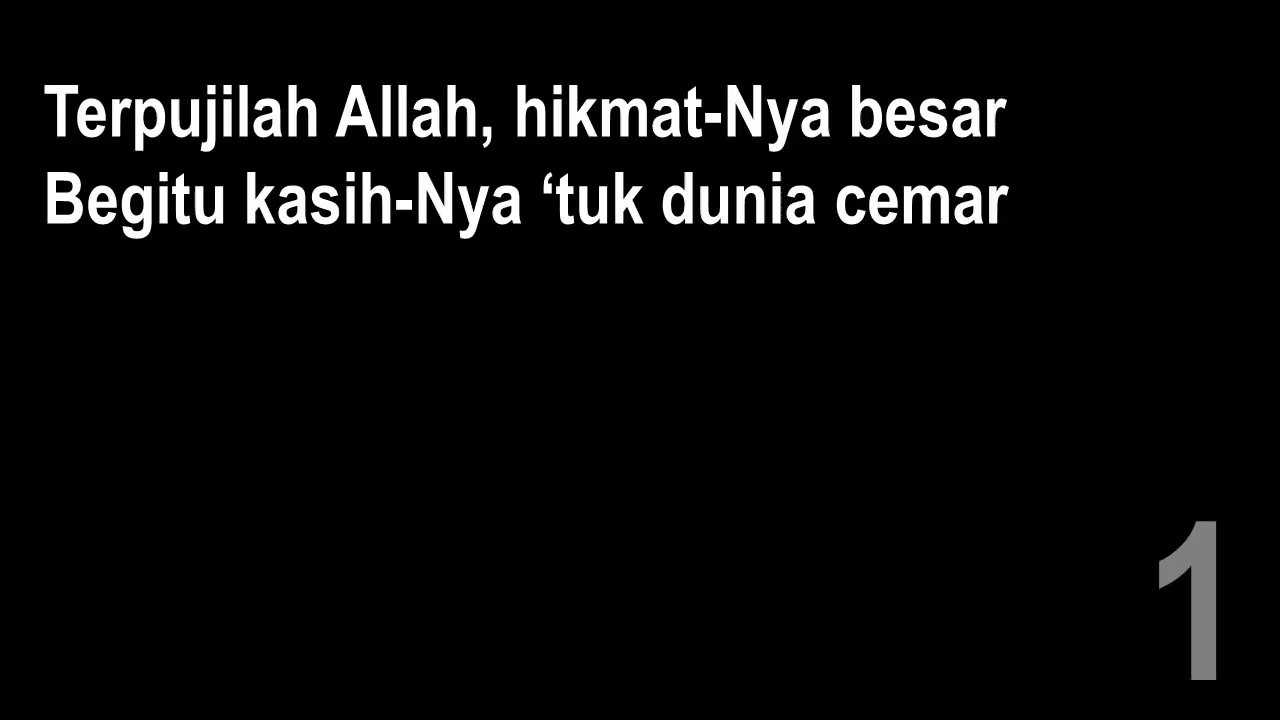 Terpujilah Allah, hikmat-Nya besar
Begitu kasih-Nya ‘tuk dunia cemar
1